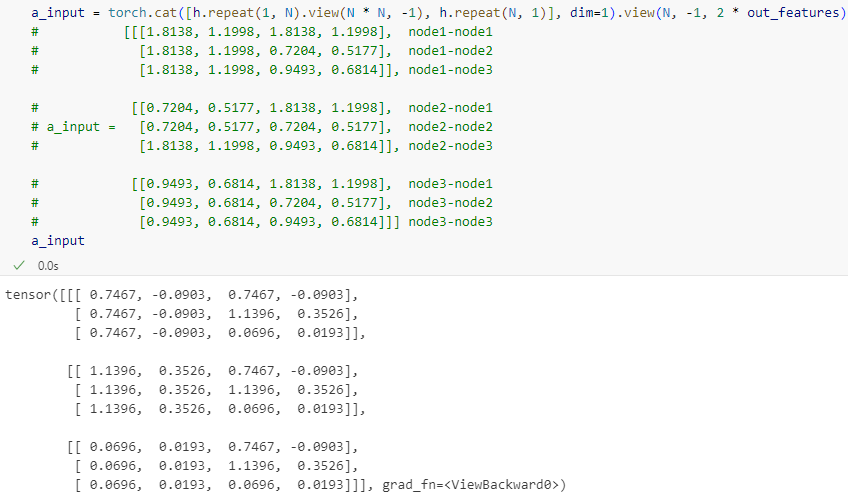 a_input = torch.cat([h.repeat(1, N).view(N * N, -1), h.repeat(N, 1)], dim=1).view(N, -1, 2 * out_features)
#           [[[1.8138, 1.1998, 1.8138, 1.1998],  node1-node1
#             [1.8138, 1.1998, 0.7204, 0.5177],  node1-node2
#             [1.8138, 1.1998, 0.9493, 0.6814]], node1-node3
#            [[0.7204, 0.5177, 1.8138, 1.1998],  node2-node1
# a_input =   [0.7204, 0.5177, 0.7204, 0.5177],  node2-node2
#             [1.8138, 1.1998, 0.9493, 0.6814]], node2-node3
#            [[0.9493, 0.6814, 1.8138, 1.1998],  node3-node1
#             [0.9493, 0.6814, 0.7204, 0.5177],  node3-node2
#             [0.9493, 0.6814, 0.9493, 0.6814]]] node3-node3
a_input
✓ 0.0s
tensor([[[ 0.7467, -0.0903,  0.7467, -0.0903],
         [ 0.7467, -0.0903,  1.1396,  0.3526],
         [ 0.7467, -0.0903,  0.0696,  0.0193]],
        [[ 1.1396,  0.3526,  0.7467, -0.0903],
         [ 1.1396,  0.3526,  1.1396,  0.3526],
         [ 1.1396,  0.3526,  0.0696,  0.0193]],
        [[ 0.0696,  0.0193,  0.7467, -0.0903],
         [ 0.0696,  0.0193,  1.1396,  0.3526],
         [ 0.0696,  0.0193,  0.0696,  0.0193]]], grad_fn=<ViewBackward0>)